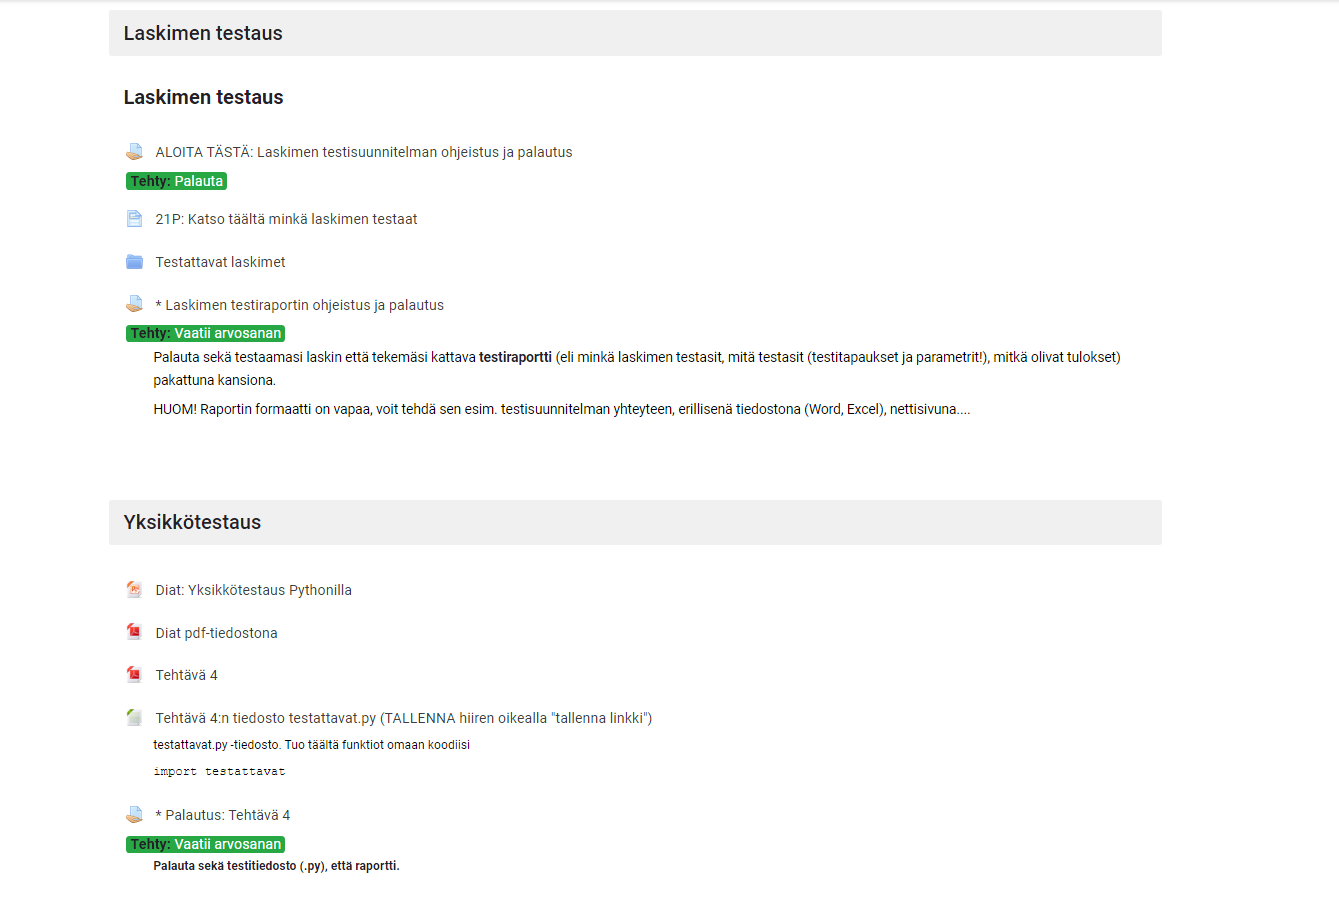 Laskimen testaus
Laskimen testaus
ALOITA TÄSTÄ: Laskimen testisuunnitelman ohjeistus ja palautus
Tehty: Palauta
21P: Katso täältä minkä laskimen testaat
Testattavat laskimet
* Laskimen testiraportin ohjeistus ja palautus
Tehty: Vaatii arvosanan
Palauta sekä testaamasi laskin että tekemäsi kattava testiraportti (eli minkä laskimen testasit, mitä testasit (testitapaukset ja parametrit!), mitkä olivat tulokset)
pakattuna kansiona.
HUOM! Raportin formaatti on vapaa, voit tehdä sen esim. testisuunnitelman yhteyteen, erillisenä tiedostona (Word, Excel), nettisivuna....
Yksikkötestaus
Diat: Yksikkötestaus Pythonilla
Diat pdf-tiedostona
Tehtävä 4
Tehtävä 4:n tiedosto testattavat.py (TALLENNA hiiren oikealla "tallenna linkki")
testattavat.py -tiedosto. Tuo täältä funktiot omaan koodiisi
import testattavat
* Palautus: Tehtävä 4
Tehty: Vaatii arvosanan
Palauta sekä testitiedosto (.py), että raportti.